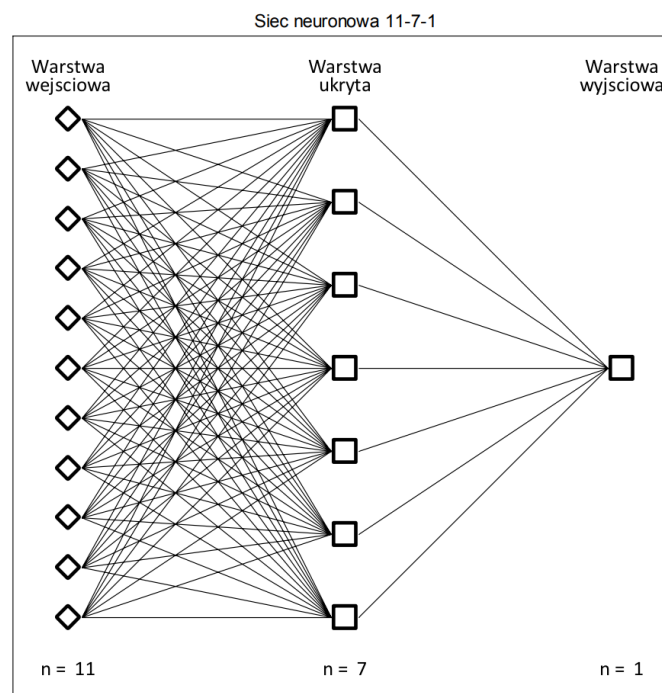 Siec neuronowa 11-7-1
Warstwa
wejsciowa
Warstwa
ukryta
Warstwa
wyjsciowa
n = 11
n = 7
n = 1